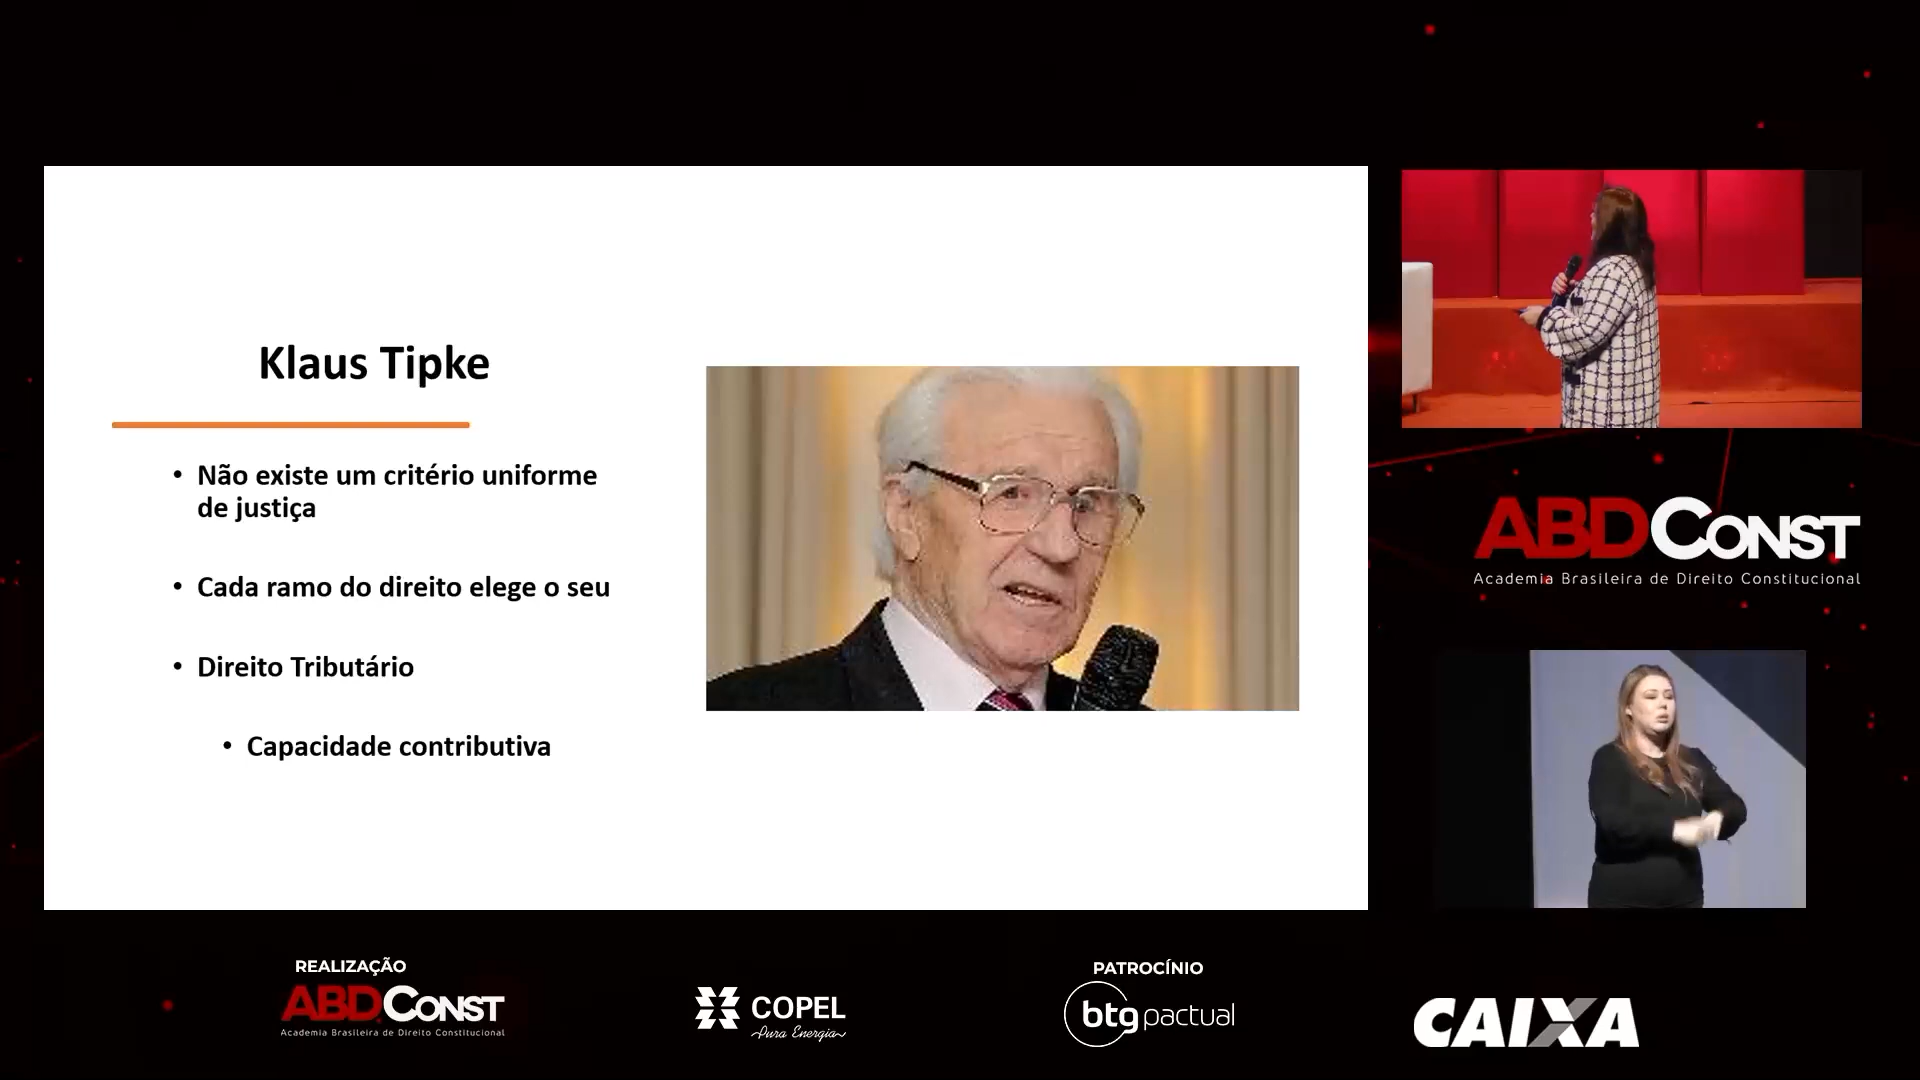 Klaus Tipke
• Não existe um critério uniforme
de justiça
• Cada ramo do direito elege o seu
• Direito Tributário
• Capacidade contributiva
ABDCONST
Academia Brasileira de Direito Constitucional
REALIZAÇÃO
ABDCONST
Academia Brasileira de Direito Constitucional
COPEL
Pura Energia
PATROCÍNIO
btg pactual
CAIXA